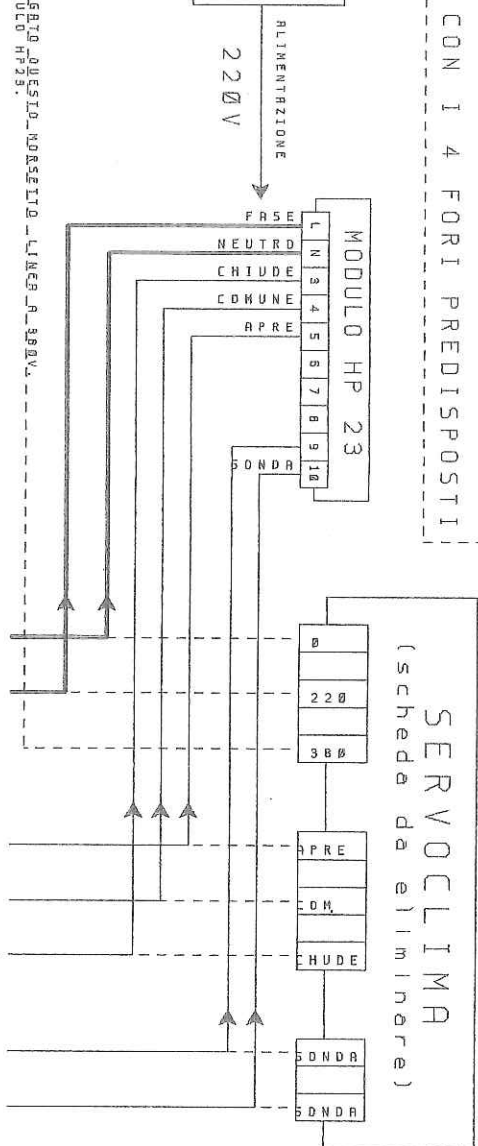 CON I 4 FORI PREDISPOSTI
ALIMENTAZIONE
220V
MODULO HP 23
L
N
3
4
5
6
7
8
9
10
FASE
NEUTRO
CHIUDE
COMUNE
APRE
SONDA
SERVOCLIMA
(scheda da eliminare)
0
220
380
APRE
COM.
CHUDE
SONDA
SONDA
QUESTO MORSETTO LINEA A 380V.
HP23.